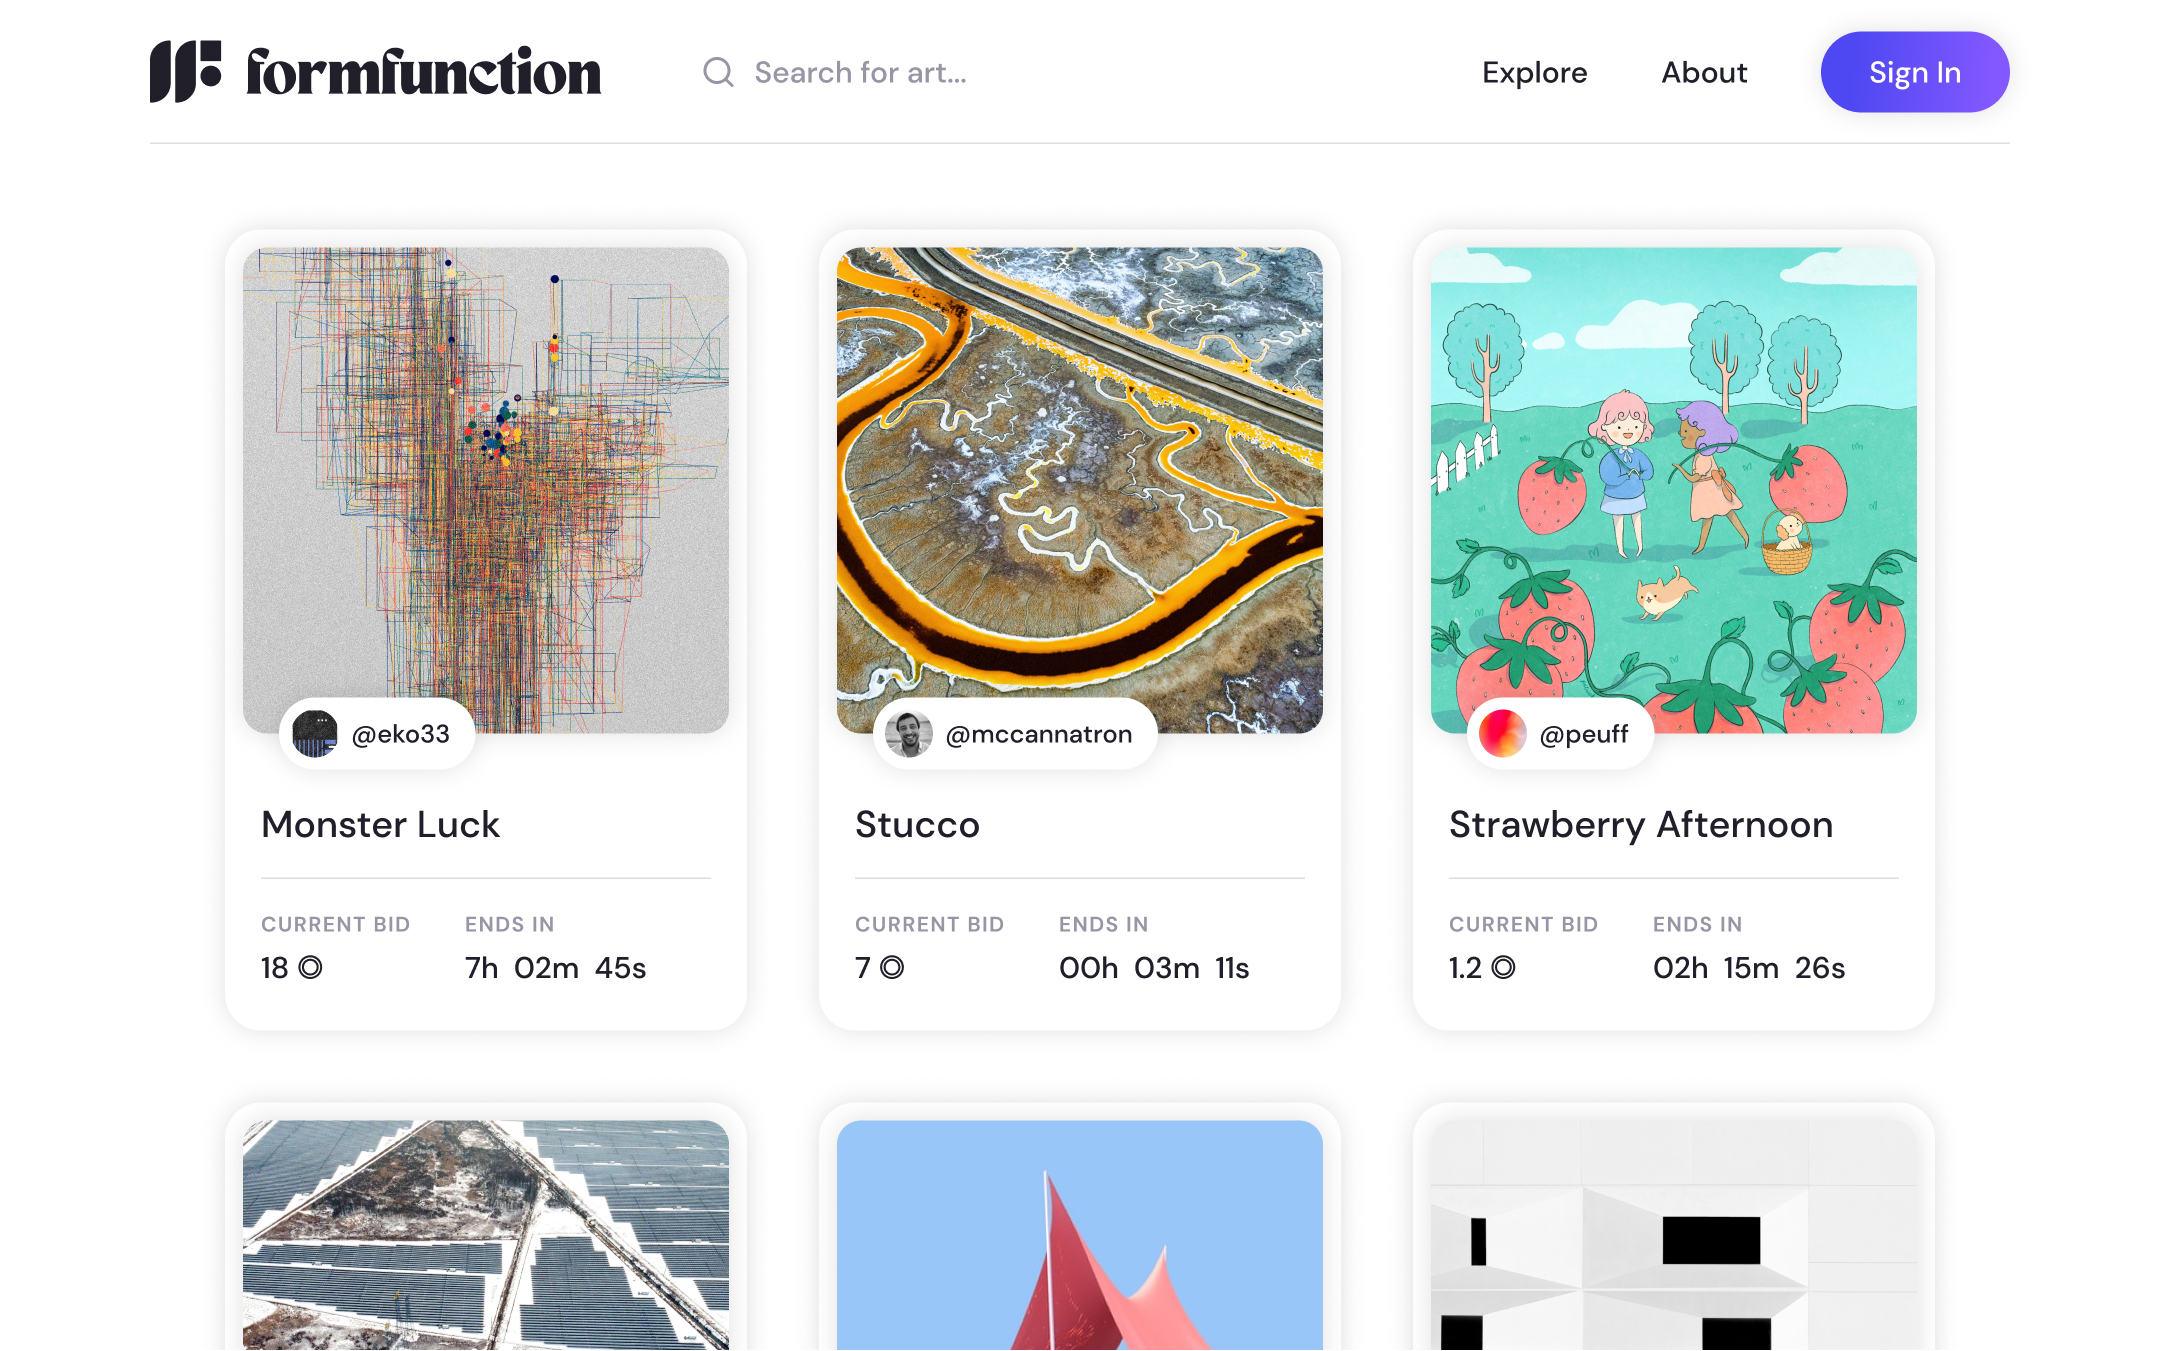 formfunction
Search for art...
Explore
About
Sign In
@eko33
@mccannatron
@peuff
Monster Luck
Stucco
Strawberry Afternoon
CURRENT BID ENDS IN
18 7h 02m 45s
CURRENT BID ENDS IN
7 00h 03m 11s
CURRENT BID ENDS IN
1.2 02h 15m 26s